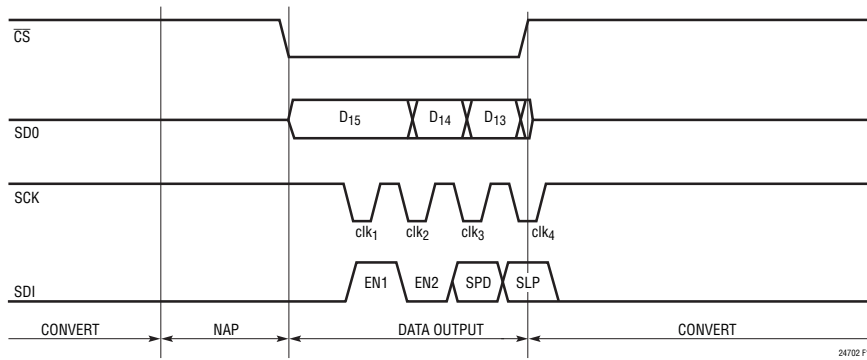 CS
D15 D14 D13
SD0
SCK
clk1 clk2 clk3 clk4
EN1 EN2 SPD SLP
SDI
CONVERT NAP DATA OUTPUT CONVERT
24702 F